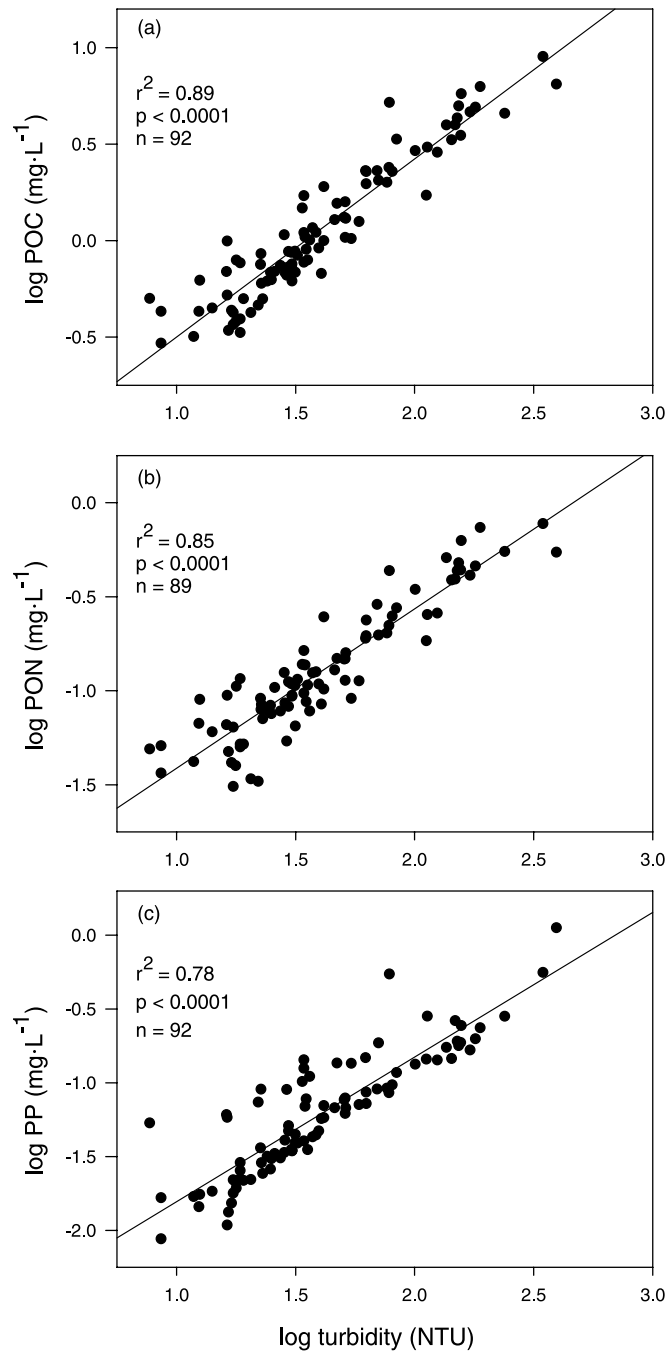 (a)
r² = 0.89
p < 0.0001
n = 92
log POC (mg·L⁻¹)
1.0
0.5
0.0
-0.5
1.0 1.5 2.0 2.5 3.0
(b)
r² = 0.85
p < 0.0001
n = 89
log PON (mg·L⁻¹)
0.0
-0.5
-1.0
-1.5
1.0 1.5 2.0 2.5 3.0
(c)
r² = 0.78
p < 0.0001
n = 92
log PP (mg·L⁻¹)
0.0
-0.5
-1.0
-1.5
-2.0
1.0 1.5 2.0 2.5 3.0
log turbidity (NTU)